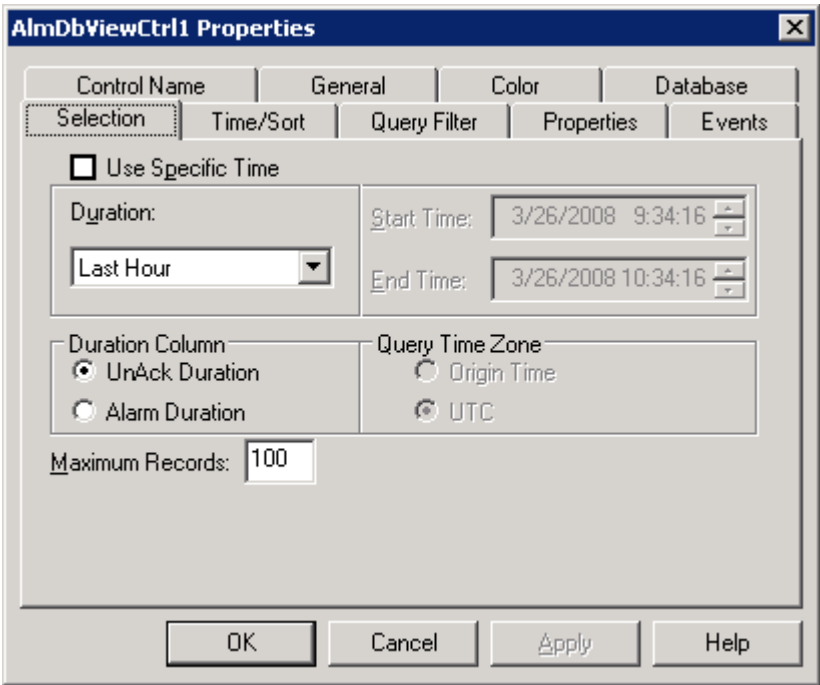 AlmDbViewCtrl1 Properties
Control Name General Color Database
Selection Time/Sort Query Filter Properties Events
Use Specific Time
Duration:
Last Hour
Start Time: 3/26/2008 9:34:16
End Time: 3/26/2008 10:34:16
Duration Column
UnAck Duration
Alarm Duration
Query Time Zone
Origin Time
UTC
Maximum Records: 100
OK Cancel Apply Help